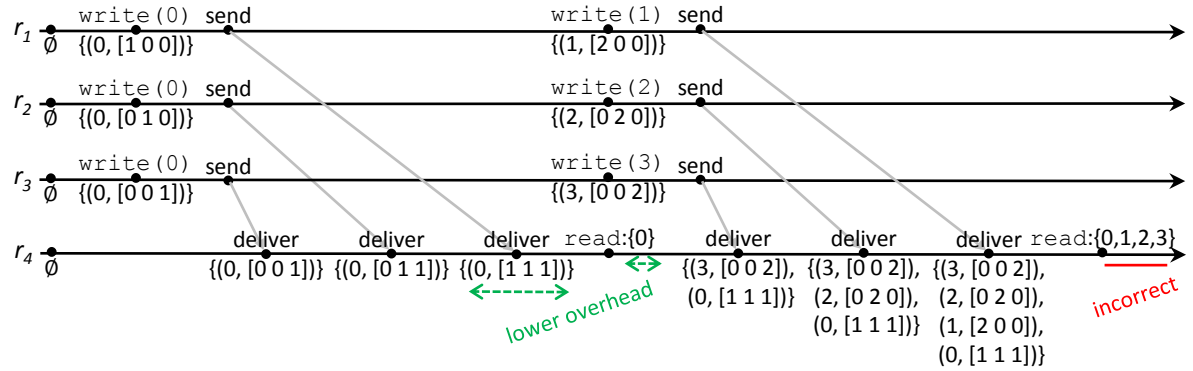 write(0) send write(1) send
r1 Ø {(0, [1 0 0])} {(1, [2 0 0])}
write(0) send write(2) send
r2 Ø {(0, [0 1 0])} {(2, [0 2 0])}
write(0) send write(3) send
r3 Ø {(0, [0 0 1])} {(3, [0 0 2])}
deliver deliver deliver read:{0} deliver deliver deliver read:{0,1,2,3}
r4 Ø {(0, [0 0 1])} {(0, [0 1 1])} {(0, [1 1 1])} {(3, [0 0 2]), {(3, [0 0 2]), {(3, [0 0 2]),
(0, [1 1 1])} (2, [0 2 0]), (2, [0 2 0]),
(0, [1 1 1])} (1, [2 0 0]),
(0, [1 1 1])}
lower overhead
incorrect